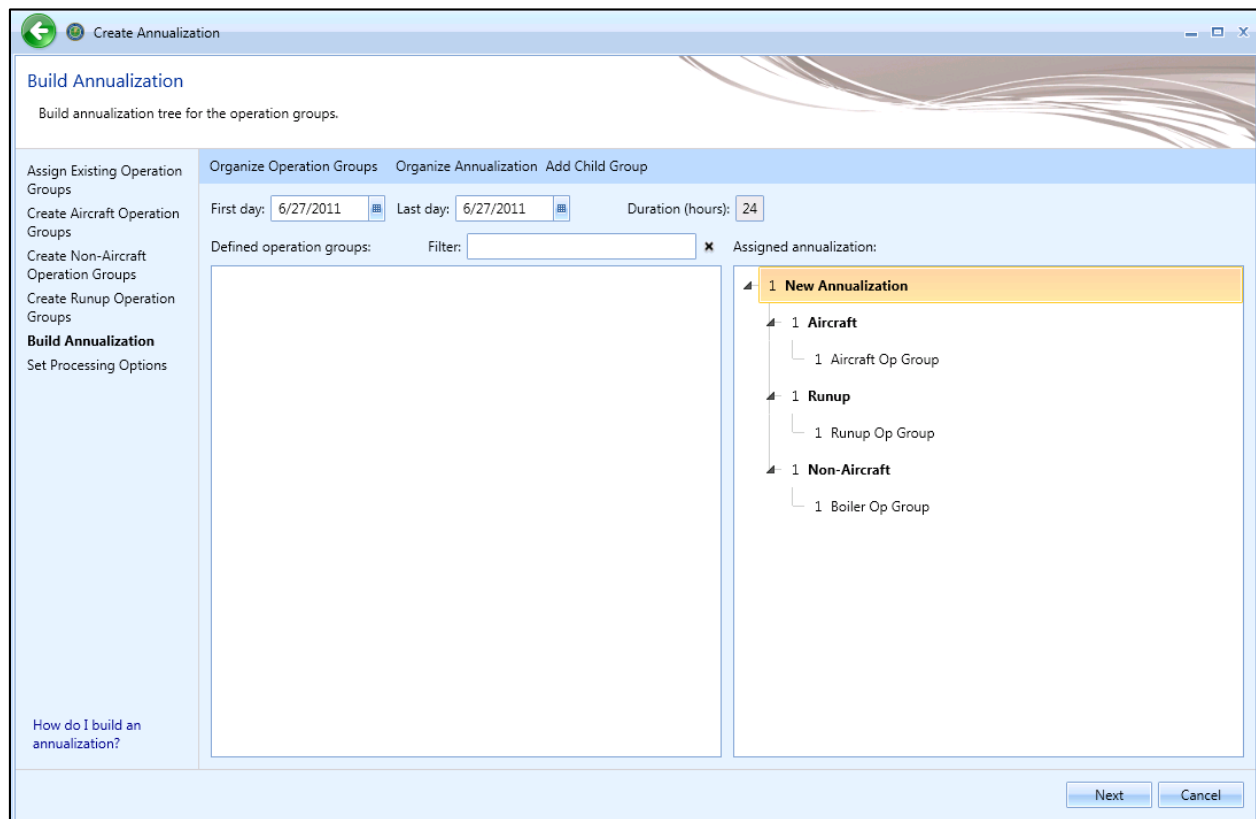 Create Annualization
Build Annualization
Build annualization tree for the operation groups.
Assign Existing Operation
Groups
Create Aircraft Operation
Groups
Create Non-Aircraft
Operation Groups
Create Runup Operation
Groups
Build Annualization
Set Processing Options
How do I build an
annualization?
Organize Operation Groups Organize Annualization Add Child Group
First day: 6/27/2011 Last day: 6/27/2011 Duration (hours): 24
Defined operation groups: Filter: Assigned annualization:
1 New Annualization
1 Aircraft
1 Aircraft Op Group
1 Runup
1 Runup Op Group
1 Non-Aircraft
1 Boiler Op Group
Next Cancel